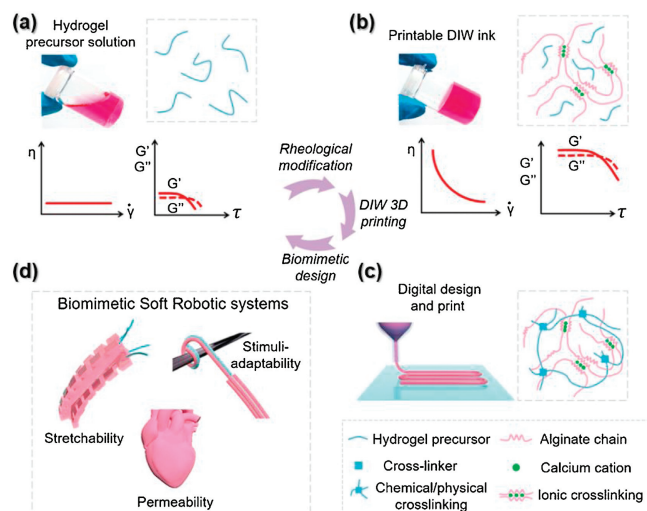 (a)
Hydrogel
precursor solution
η
γ̇
G'
G''
G'
G''
τ
(b)
Printable DIW ink
η
γ̇
G'
G''
G'
G''
τ
Rheological
modification
DIW 3D
printing
Biomimetic
design
(d)
Biomimetic Soft Robotic systems
Stimuli-
adaptability
Stretchability
Permeability
(c)
Digital design
and print
Hydrogel precursor
Alginate chain
Cross-linker
Calcium cation
Chemical/physical
crosslinking
Ionic crosslinking